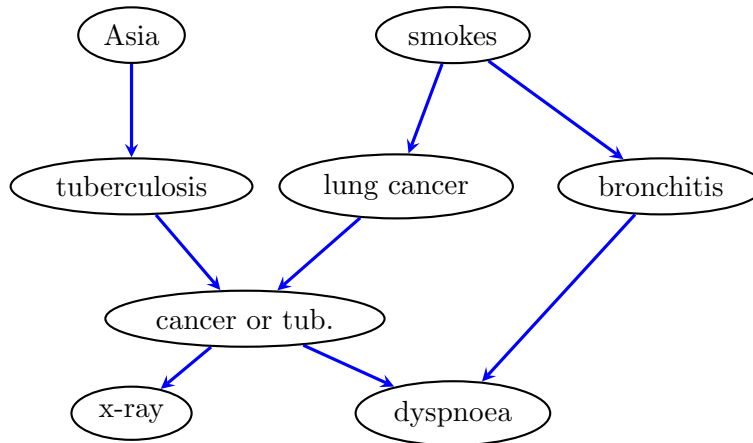 Asia
smokes
tuberculosis
lung cancer
bronchitis
cancer or tub.
x-ray
dyspnoea